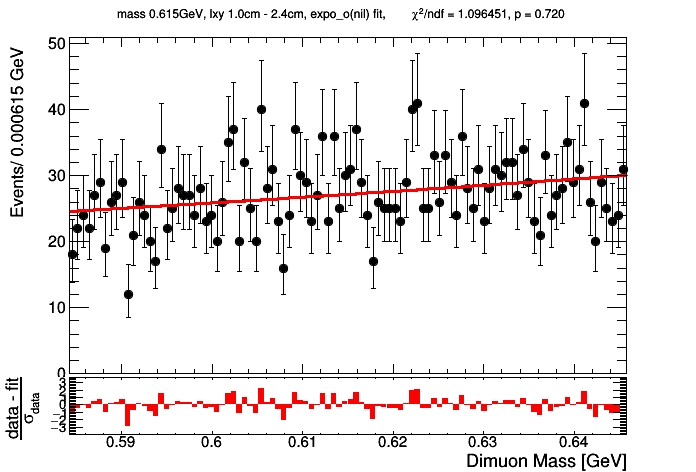 mass 0.615GeV, lxy 1.0cm - 2.4cm, expo_o(nil) fit, χ²/ndf = 1.096451, p = 0.720
Events/ 0.000615 GeV
50
40
30
20
10
0
data - fit
σdata
3
2
1
0
−1
−2
−3
0.59 0.6 0.61 0.62 0.63 0.64
Dimuon Mass [GeV]